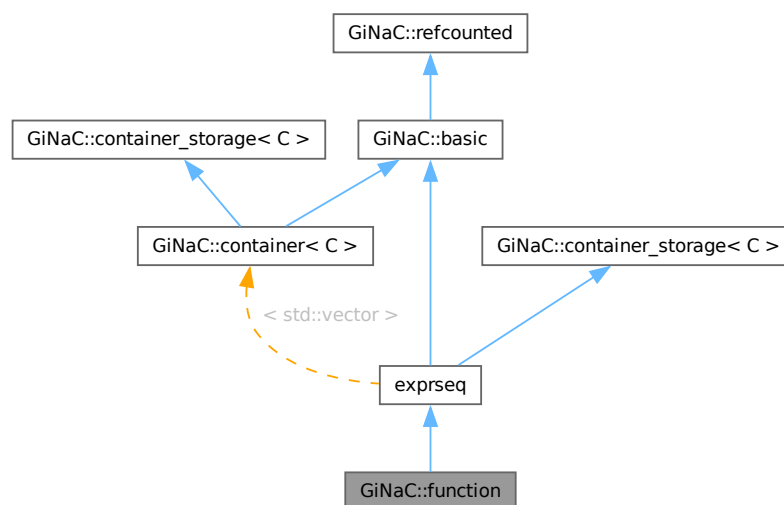 GiNaC::refcounted
GiNaC::container_storage< C >
GiNaC::basic
GiNaC::container< C >
GiNaC::container_storage< C >
< std::vector >
exprseq
GiNaC::function